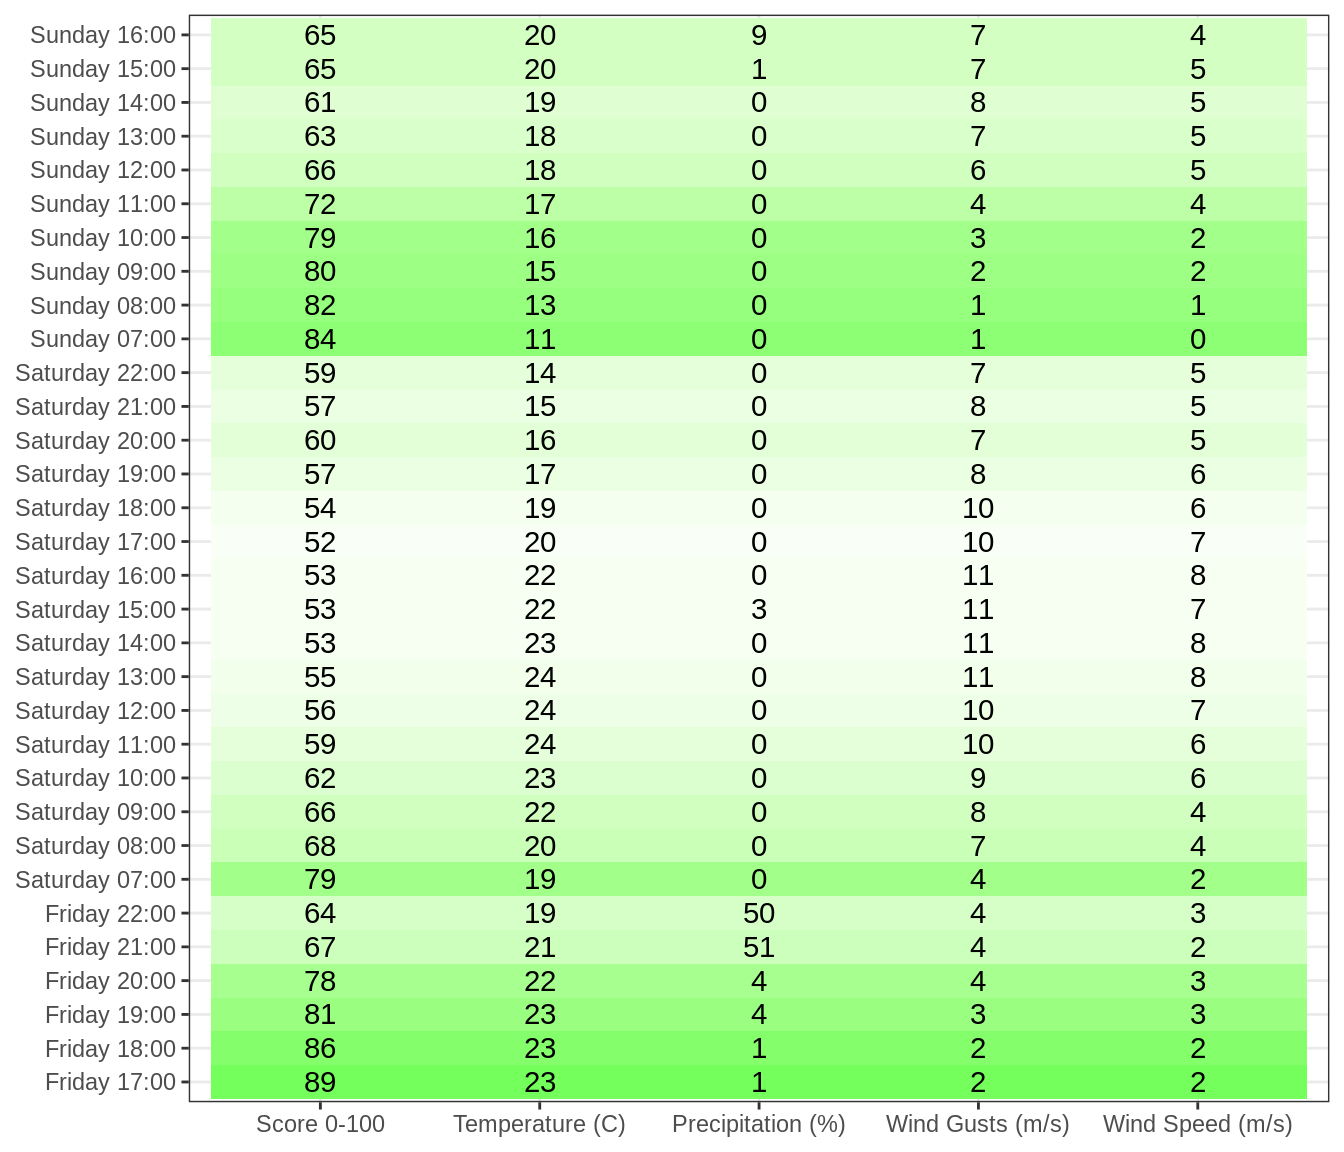 Sunday 16:00 65 20 9 7 4
Sunday 15:00 65 20 1 7 5
Sunday 14:00 61 19 0 8 5
Sunday 13:00 63 18 0 7 5
Sunday 12:00 66 18 0 6 5
Sunday 11:00 72 17 0 4 4
Sunday 10:00 79 16 0 3 2
Sunday 09:00 80 15 0 2 2
Sunday 08:00 82 13 0 1 1
Sunday 07:00 84 11 0 1 0
Saturday 22:00 59 14 0 7 5
Saturday 21:00 57 15 0 8 5
Saturday 20:00 60 16 0 7 5
Saturday 19:00 57 17 0 8 6
Saturday 18:00 54 19 0 10 6
Saturday 17:00 52 20 0 10 7
Saturday 16:00 53 22 0 11 8
Saturday 15:00 53 22 3 11 7
Saturday 14:00 53 23 0 11 8
Saturday 13:00 55 24 0 11 8
Saturday 12:00 56 24 0 10 7
Saturday 11:00 59 24 0 10 6
Saturday 10:00 62 23 0 9 6
Saturday 09:00 66 22 0 8 4
Saturday 08:00 68 20 0 7 4
Saturday 07:00 79 19 0 4 2
Friday 22:00 64 19 50 4 3
Friday 21:00 67 21 51 4 2
Friday 20:00 78 22 4 4 3
Friday 19:00 81 23 4 3 3
Friday 18:00 86 23 1 2 2
Friday 17:00 89 23 1 2 2
Score 0-100 Temperature (C) Precipitation (%) Wind Gusts (m/s) Wind Speed (m/s)